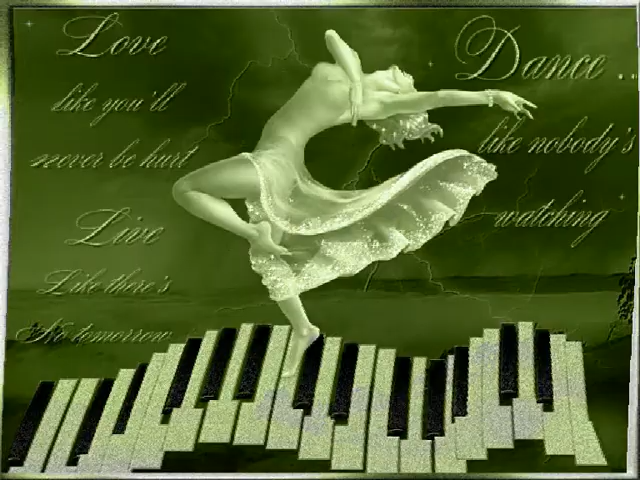 Love
like you'll
never be hurt
Live
Like there's
No tomorrow
Dance ..
like nobody's
watching